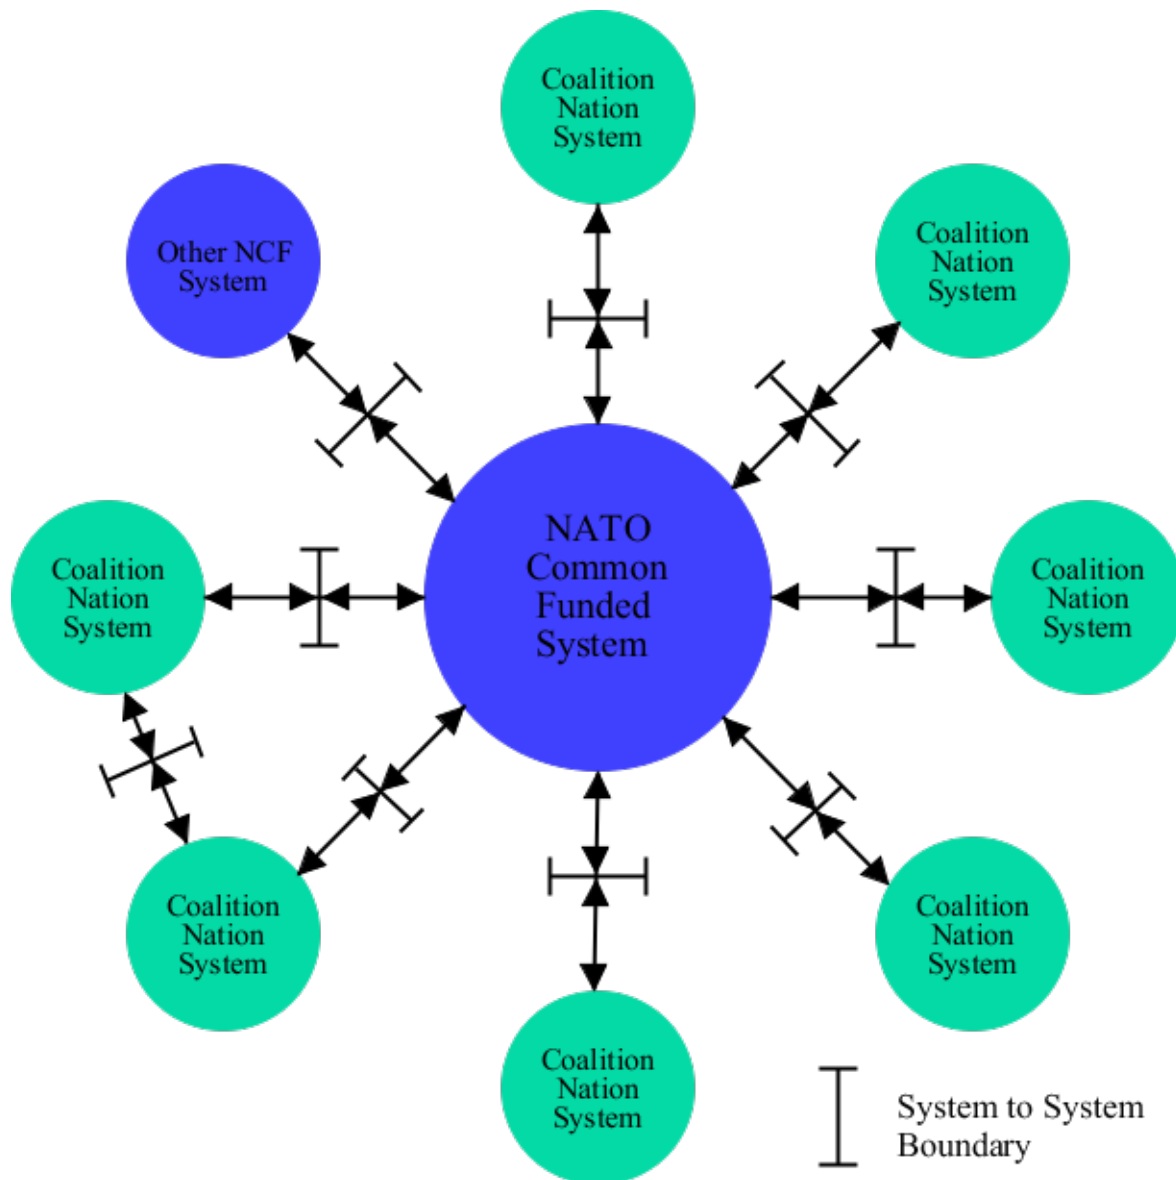 Coalition
Nation
System
Other NCF
System
Coalition
Nation
System
NATO
Common
Funded
System
Coalition
Nation
System
Coalition
Nation
System
Coalition
Nation
System
Coalition
Nation
System
Coalition
Nation
System
System to System
Boundary